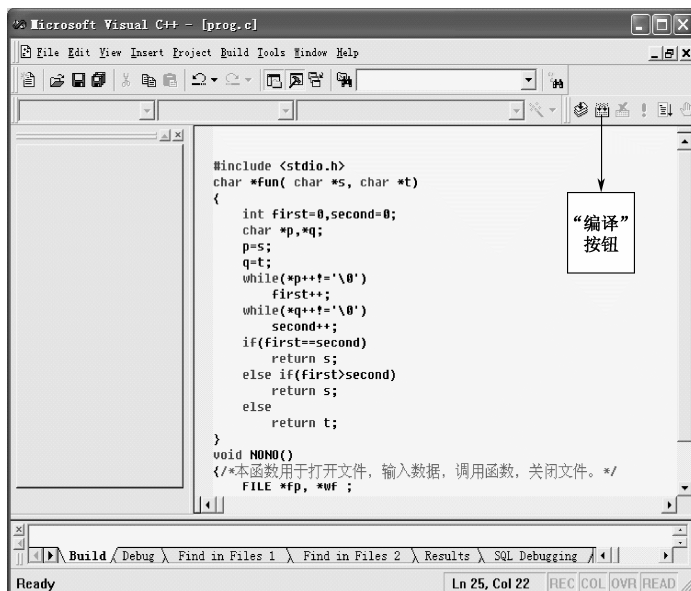 Microsoft Visual C++ - [prog.c]
File Edit View Insert Project Build Tools Window Help
#include <stdio.h>
char *fun( char *s, char *t)
{
int first=0,second=0;
char *p,*q;
p=s;
q=t;
while(*p++!='\0')
first++;
while(*q++!='\0')
second++;
if(first==second)
return s;
else if(first>second)
return s;
else
return t;
}
void NONO()
{/*本函数用于打开文件，输入数据，调用函数，关闭文件。*/
FILE *fp, *wf ;
“编译”
按钮
Build Debug Find in Files 1 Find in Files 2 Results SQL Debugging
Ready Ln 25, Col 22 REC COL OVR READ